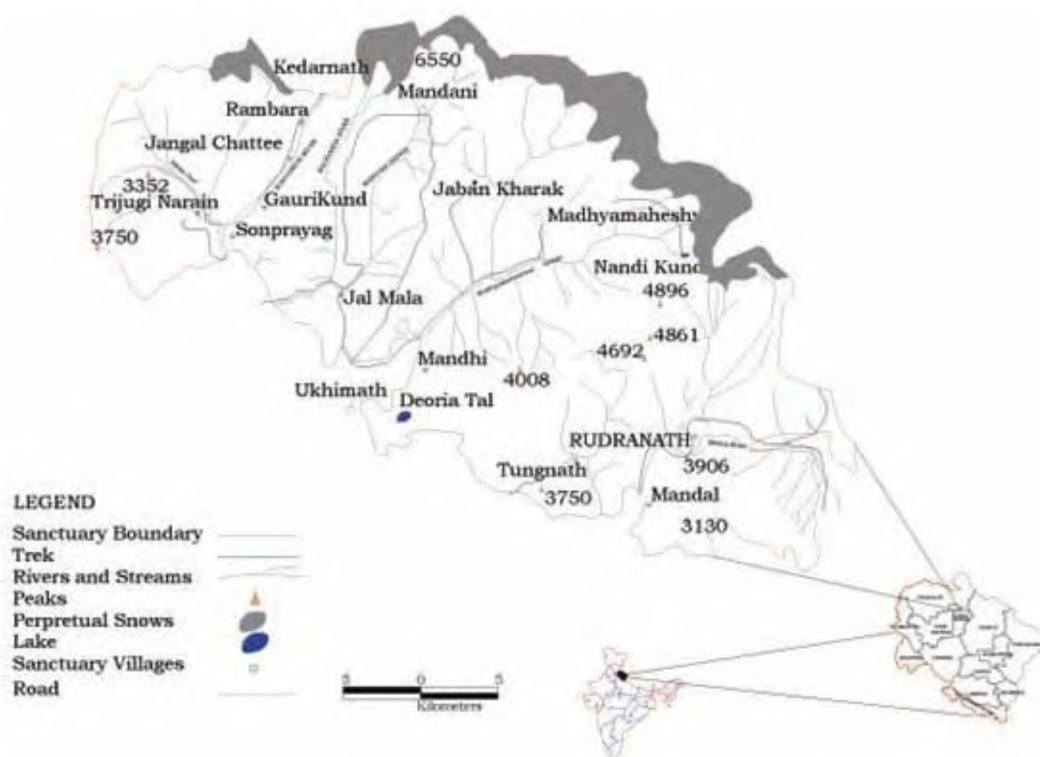 Kedarnath
6550
Rambara
Mandani
Jangal Chattee
3352
Jaban Kharak
Trijugi Narain
GauriKund
Madhyamaheshv
3750
Sonprayag
Nandi Kund
4896
Jal Mala
4861
4692
Mandhi
4008
Ukhimath
Deoria Tal
RUDRANATH
3906
Tungnath
3750
Mandal
3130
LEGEND
Sanctuary Boundary
Trek
Rivers and Streams
Peaks
Perpretual Snows
Lake
Sanctuary Villages
Road
5 0 5
Kilometers